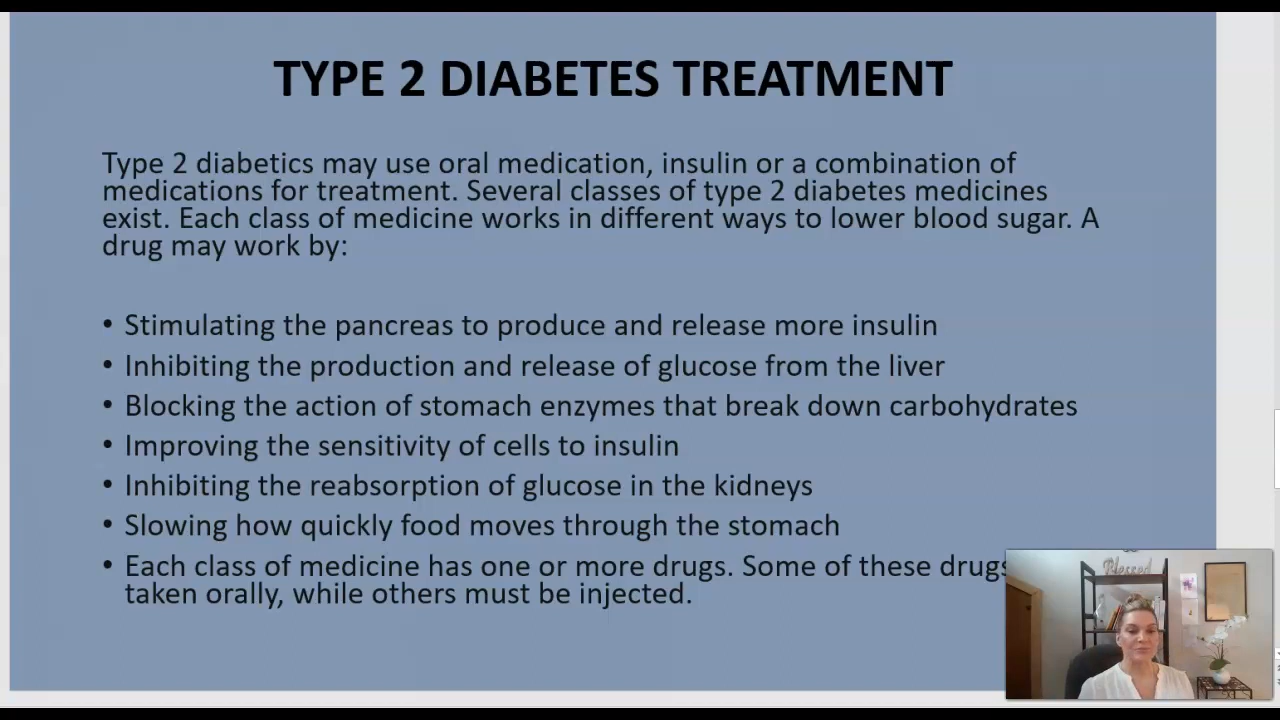 TYPE 2 DIABETES TREATMENT
Type 2 diabetics may use oral medication, insulin or a combination of
medications for treatment. Several classes of type 2 diabetes medicines
exist. Each class of medicine works in different ways to lower blood sugar. A
drug may work by:
• Stimulating the pancreas to produce and release more insulin
• Inhibiting the production and release of glucose from the liver
• Blocking the action of stomach enzymes that break down carbohydrates
• Improving the sensitivity of cells to insulin
• Inhibiting the reabsorption of glucose in the kidneys
• Slowing how quickly food moves through the stomach
• Each class of medicine has one or more drugs. Some of these drugs
taken orally, while others must be injected.
Blessed